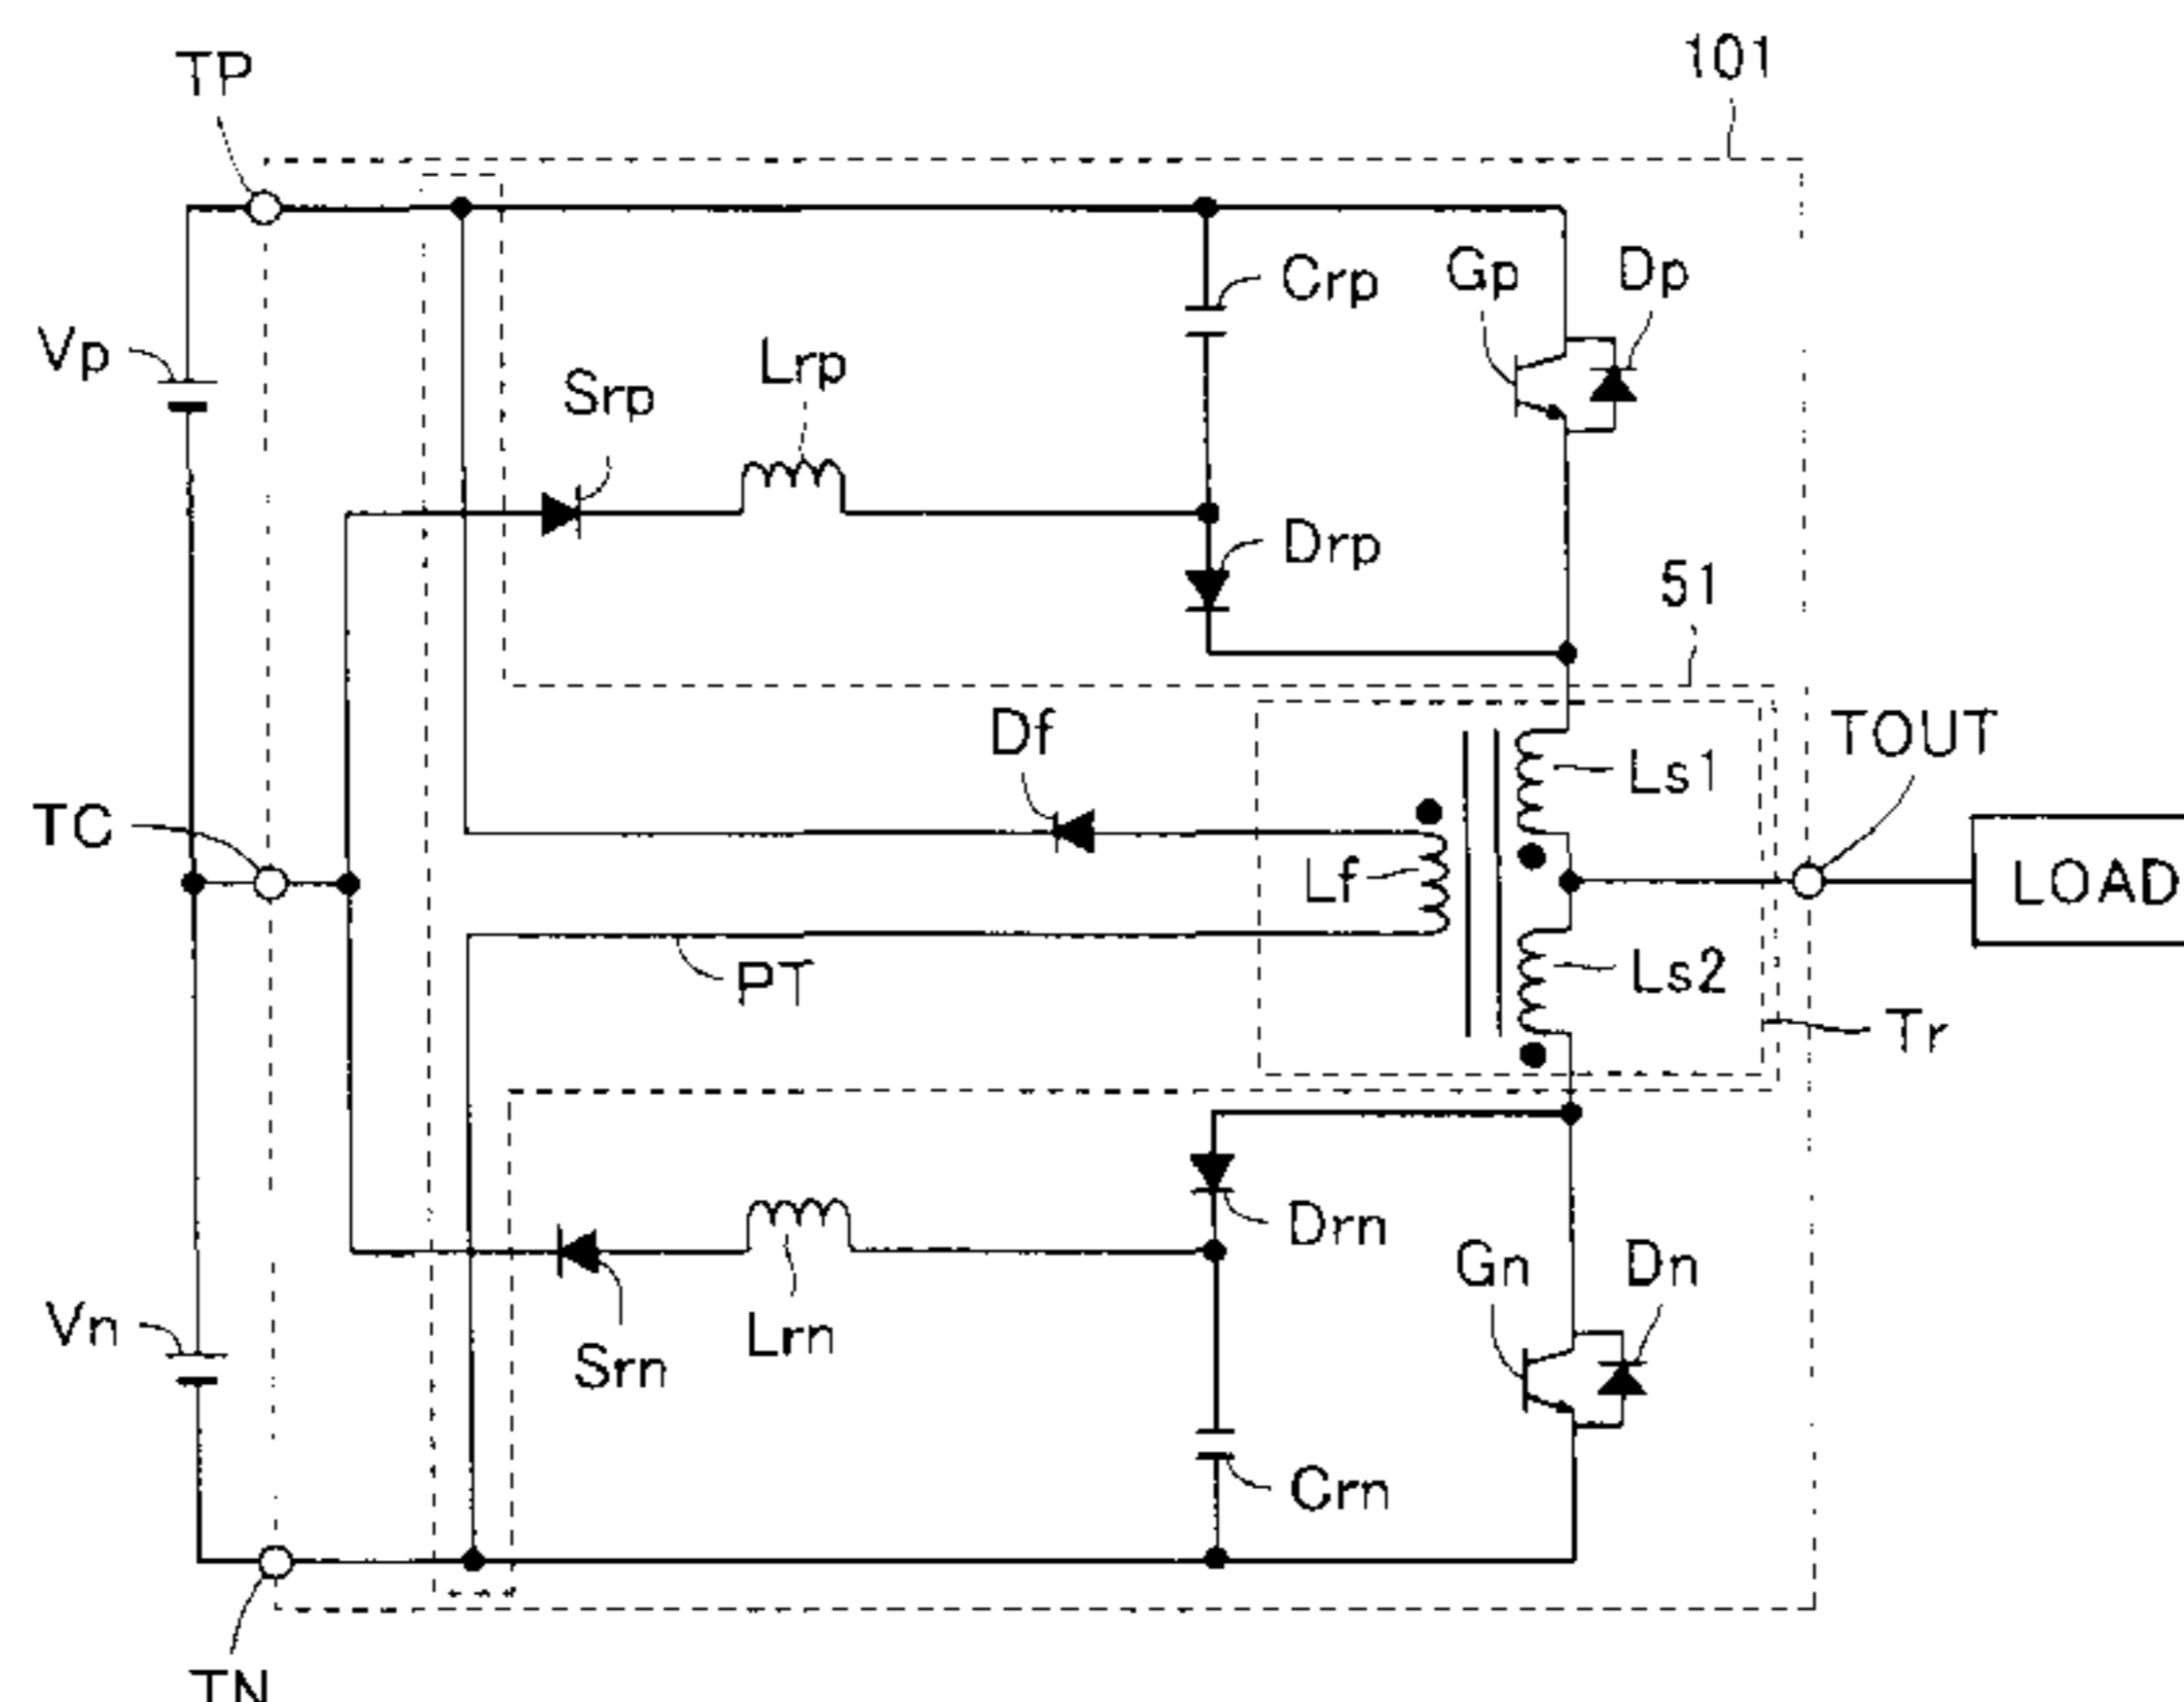 101
TP
Gp
Dp
Crp
Vp
Lrp
Srp
Drp
51
Df
TOUT
Ls1
TC
Lf
LOAD
PT
Ls2
Tr
Drn
Gn
Dn
Vn
Lrn
Srn
Crn
TN